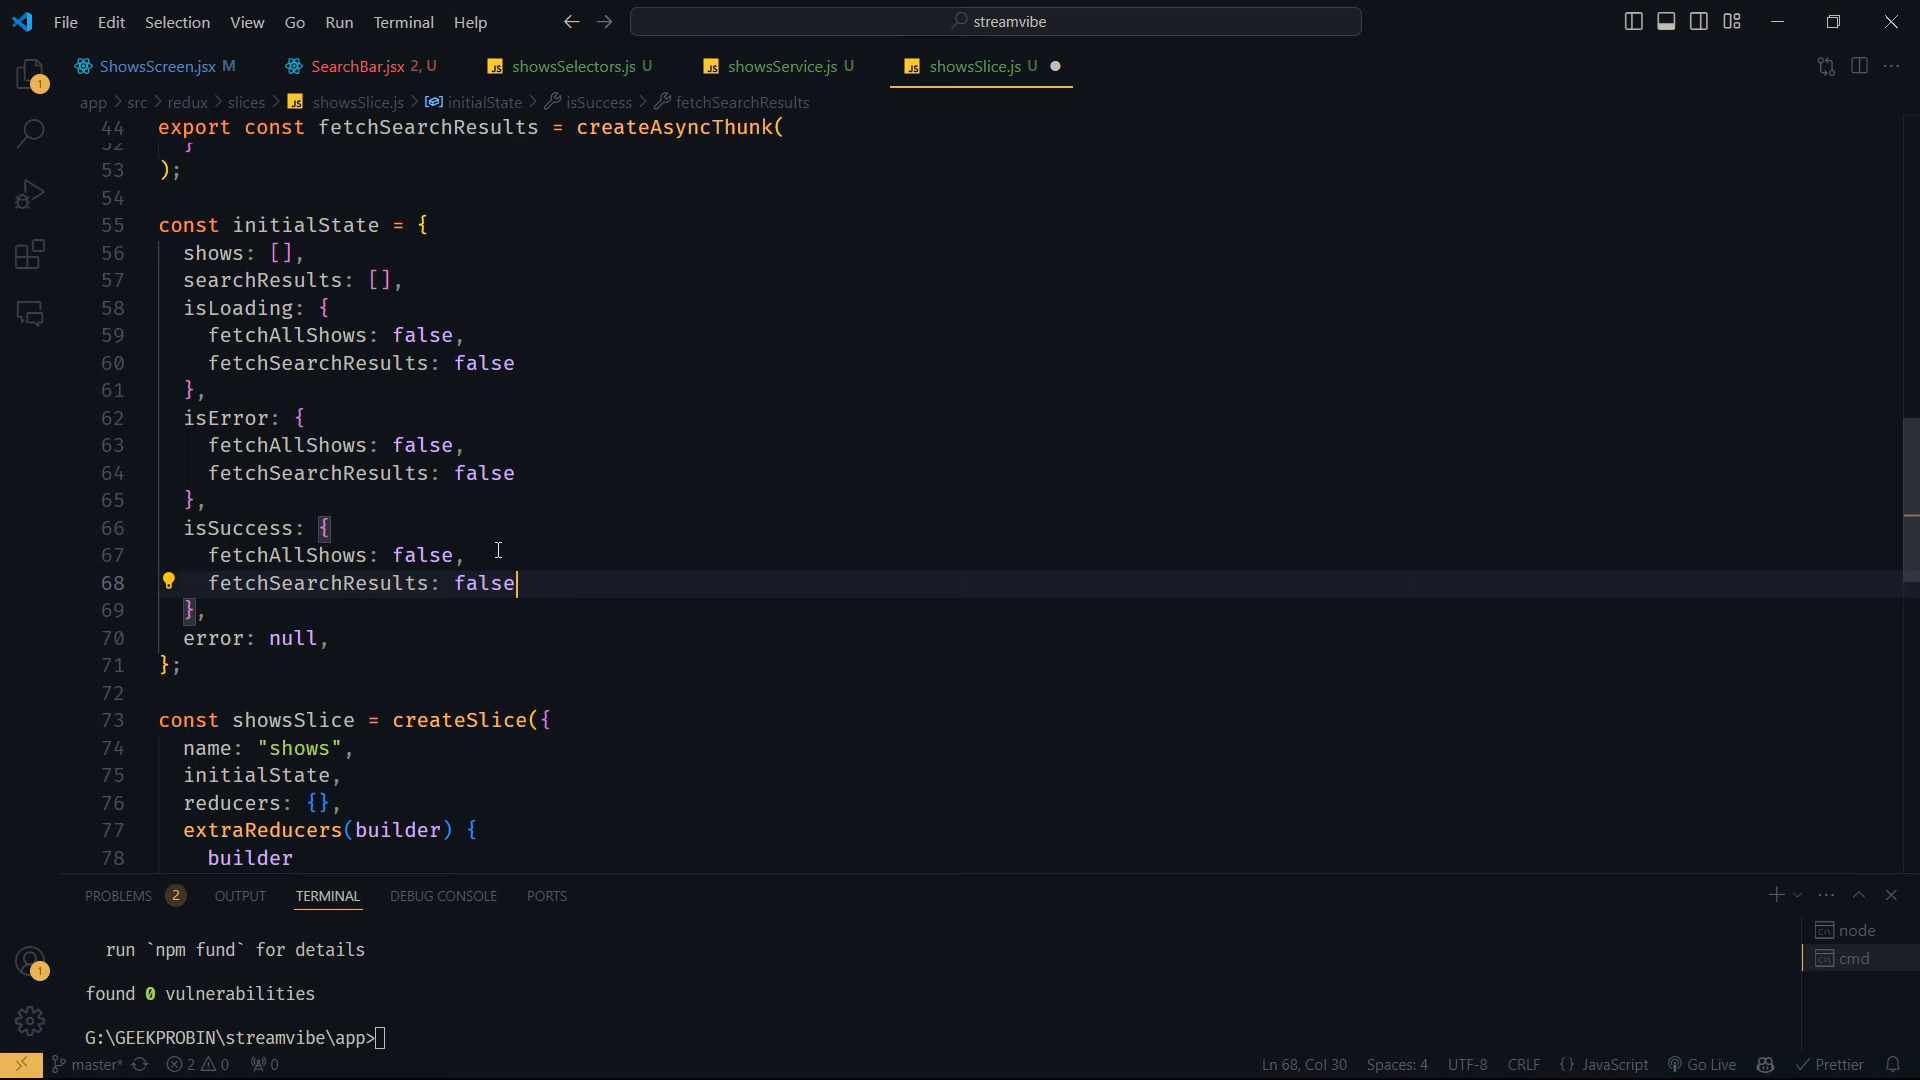 File Edit Selection View Go Run Terminal Help streamvibe
ShowsScreen.jsx M SearchBar.jsx 2, U showsSelectors.js U showsService.js U showsSlice.js U
app > src > redux > slices > showsSlice.js > initialState > isSuccess > fetchSearchResults
44 export const fetchSearchResults = createAsyncThunk(
52 }
53 );
54
55 const initialState = {
56 shows: [],
57 searchResults: [],
58 isLoading: {
59 fetchAllShows: false,
60 fetchSearchResults: false
61 },
62 isError: {
63 fetchAllShows: false,
64 fetchSearchResults: false
65 },
66 isSuccess: {
67 fetchAllShows: false,
68 fetchSearchResults: false
69 },
70 error: null,
71 };
72
73 const showsSlice = createSlice({
74 name: "shows",
75 initialState,
76 reducers: {},
77 extraReducers(builder) {
78 builder
PROBLEMS 2 OUTPUT TERMINAL DEBUG CONSOLE PORTS
run `npm fund` for details
found 0 vulnerabilities
G:\GEEKPROBIN\streamvibe\app>
node
cmd
master* 2 0 0 Ln 68, Col 30 Spaces: 4 UTF-8 CRLF {} JavaScript Go Live Prettier